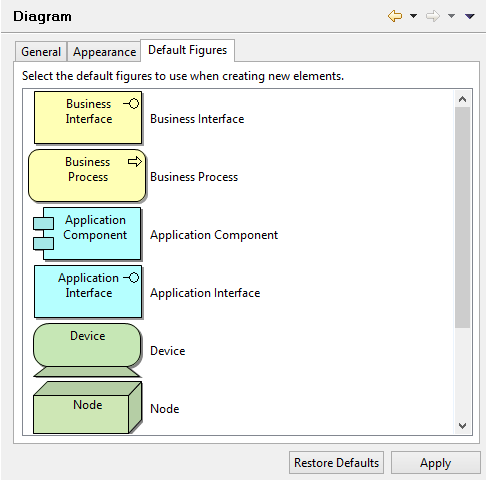 Diagram
General Appearance Default Figures
Select the default figures to use when creating new elements.
Business
Interface
Business Interface
Business
Process
Business Process
Application
Component
Application Component
Application
Interface
Application Interface
Device
Device
Node
Node
Restore Defaults Apply